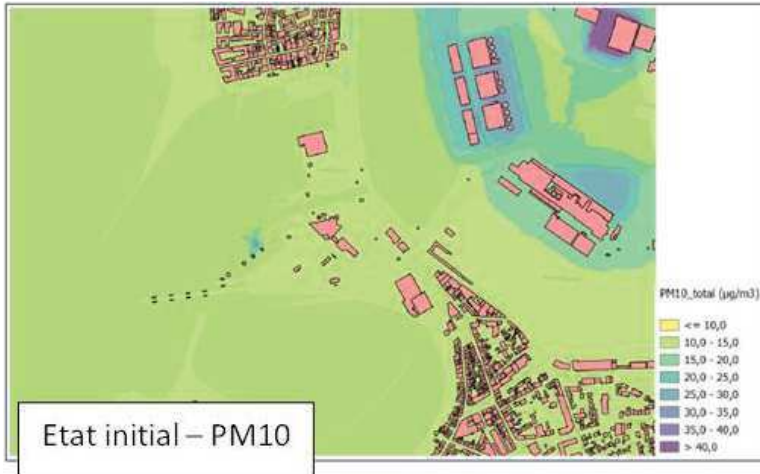 PM10_total (µg/m3)
<= 10,0
10,0 - 15,0
15,0 - 20,0
20,0 - 25,0
25,0 - 30,0
30,0 - 35,0
35,0 - 40,0
> 40,0
Etat initial – PM10